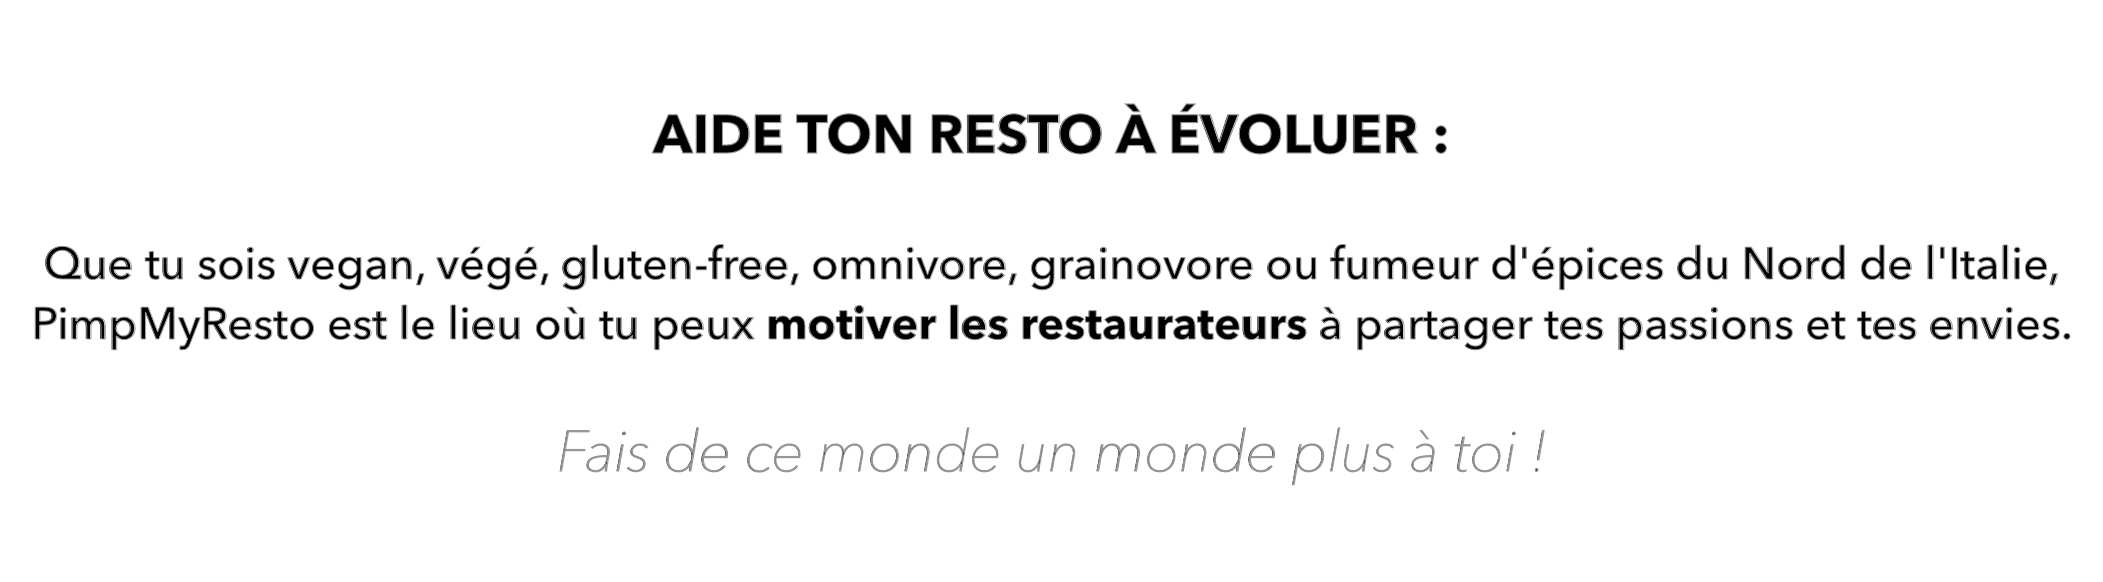 AIDE TON RESTO À ÉVOLUER :
Que tu sois vegan, végé, gluten-free, omnivore, grainovore ou fumeur d'épices du Nord de l'Italie,
PimpMyResto est le lieu où tu peux motiver les restaurateurs à partager tes passions et tes envies.
Fais de ce monde un monde plus à toi !